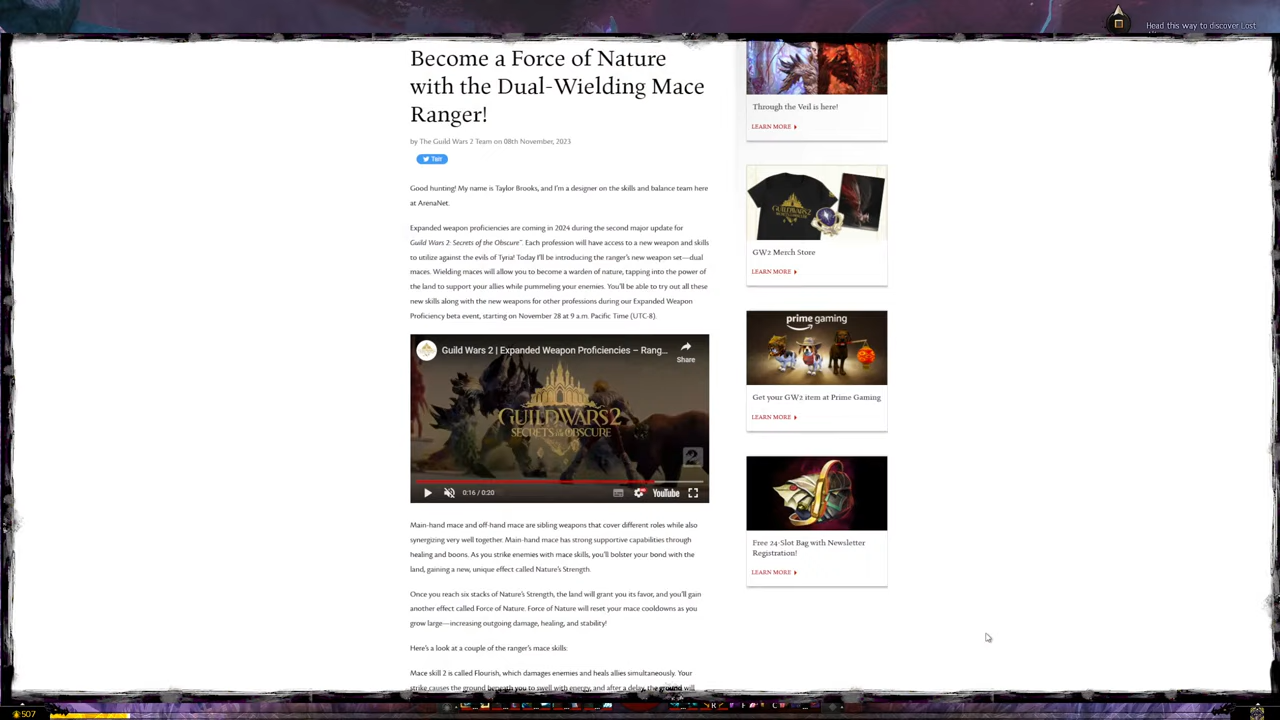 Head this way to discover Lost
Become a Force of Nature
with the Dual-Wielding Mace
Ranger!
by The Guild Wars 2 Team on 08th November, 2023
Good hunting! My name is Taylor Brooks, and I'm a designer on the skills and balance team here
at ArenaNet.
Expanded weapon proficiencies are coming in 2024 during the second major update for
Guild Wars 2: Secrets of the Obscure™. Each profession will have access to a new weapon and skills
to utilize against the evils of Tyria! Today I'll be introducing the ranger's new weapon set—dual
maces. Wielding maces will allow you to become a warden of nature, tapping into the power of
the land to support your allies while pummeling your enemies. You'll be able to try out all these
new skills along with the new weapons for other professions during our Expanded Weapon
Proficiency beta event, starting on November 28 at 9 a.m. Pacific Time (UTC-8).
Guild Wars 2 | Expanded Weapon Proficiencies – Rang...
Share
GUILD WARS 2
SECRETS OF THE OBSCURE
2
0:16 / 0:20
YouTube
Main-hand mace and off-hand mace are sibling weapons that cover different roles while also
synergizing very well together. Main-hand mace has strong supportive capabilities through
healing and boons. As you strike enemies with mace skills, you'll bolster your bond with the
land, gaining a new, unique effect called Nature's Strength.
Once you reach six stacks of Nature's Strength, the land will grant you its favor, and you'll gain
another effect called Force of Nature. Force of Nature will reset your mace cooldowns as you
grow large—increasing outgoing damage, healing, and stability!
Here's a look at a couple of the ranger's mace skills:
Mace skill 2 is called Flourish, which damages enemies and heals allies simultaneously. Your
strike causes the ground beneath you to swell with energy, and after a delay, the ground will
Through the Veil is here!
LEARN MORE
GUILD WARS 2
GW2 Merch Store
LEARN MORE
prime gaming
Get your GW2 item at Prime Gaming
LEARN MORE
Free 24-Slot Bag with Newsletter
Registration!
LEARN MORE
507